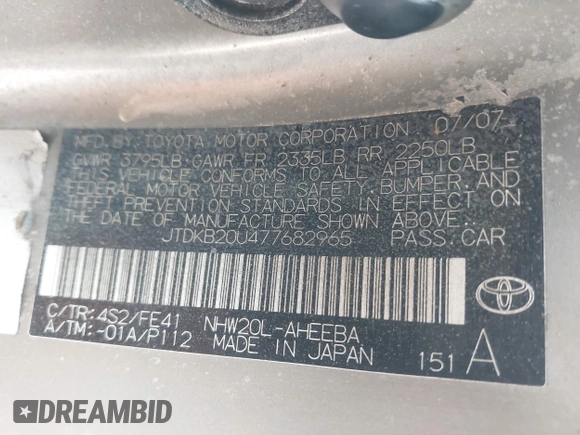 MFD. BY: TOYOTA MOTOR CORPORATION 07/07
GVWR 3795LB GAWR FR 2335LB RR 2250LB
THIS VEHICLE CONFORMS TO ALL APPLICABLE
FEDERAL MOTOR VEHICLE SAFETY, BUMPER, AND
THEFT PREVENTION STANDARDS IN EFFECT ON
THE DATE OF MANUFACTURE SHOWN ABOVE.
JTDKB20U477682965 PASS. CAR
C/TR: 4S2/FE41 NHW20L-AHEEBA
A/TM: -01A/P112 MADE IN JAPAN 151 A
DREAMBID